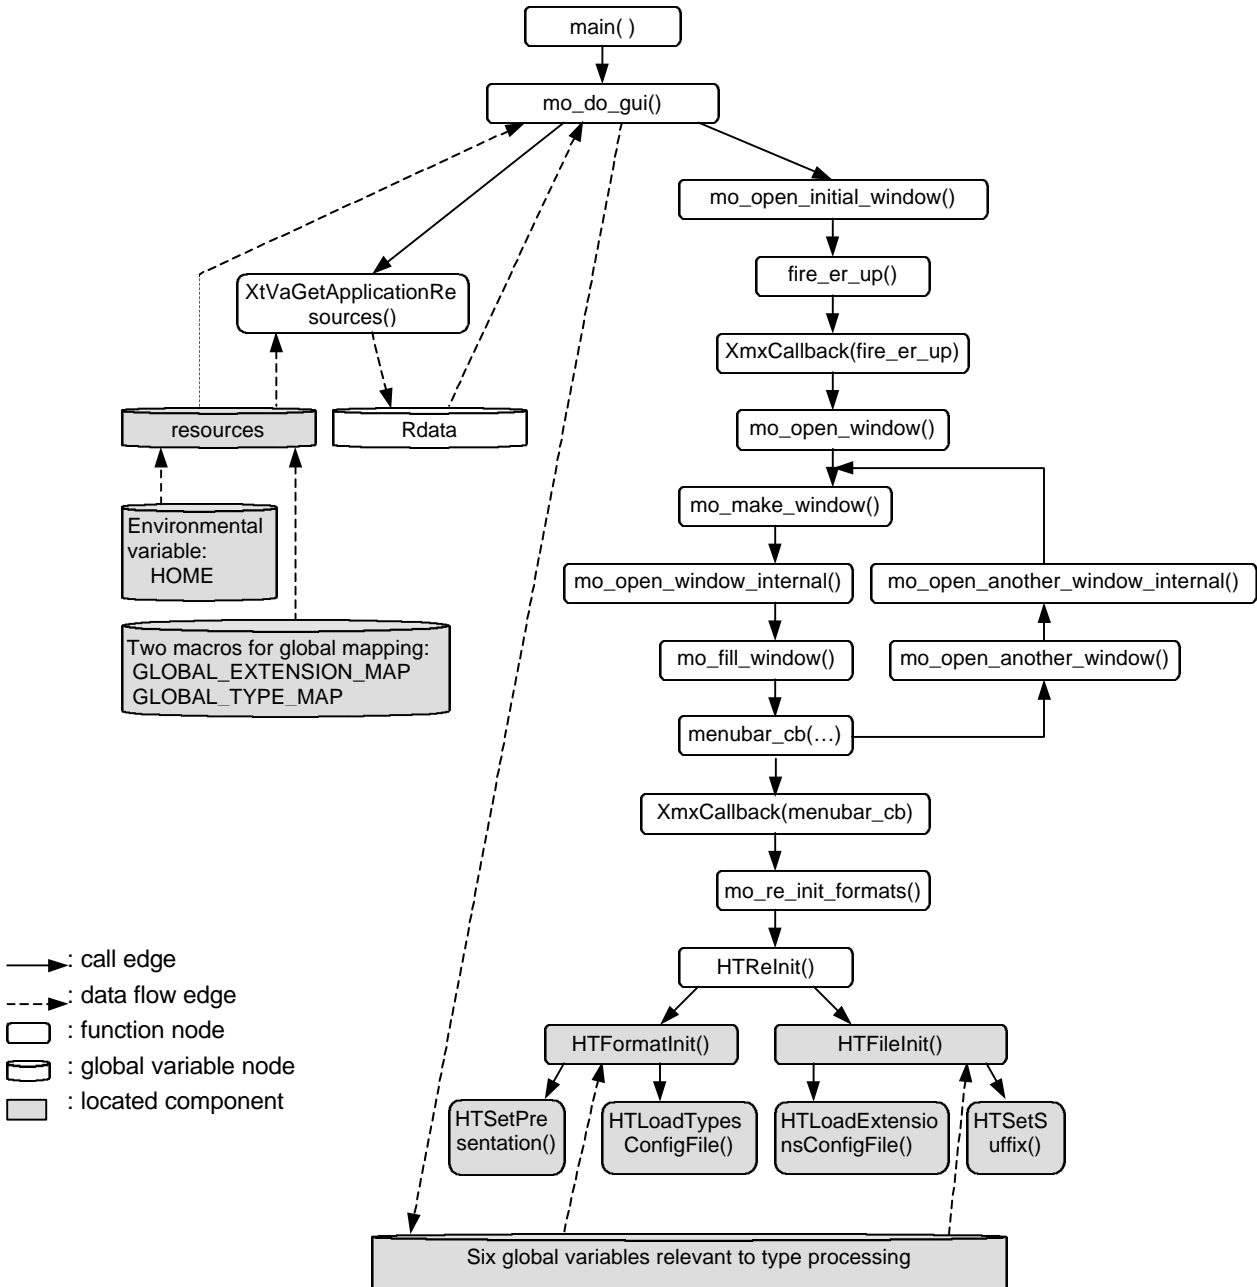 main( )
mo_do_gui()
mo_open_initial_window()
fire_er_up()
XtVaGetApplicationRe
sources()
XmxCallback(fire_er_up)
resources
Rdata
mo_open_window()
mo_make_window()
Environmental
variable:
HOME
mo_open_window_internal()
mo_open_another_window_internal()
Two macros for global mapping:
GLOBAL_EXTENSION_MAP
GLOBAL_TYPE_MAP
mo_fill_window()
mo_open_another_window()
menubar_cb(…)
XmxCallback(menubar_cb)
mo_re_init_formats()
HTReInit()
: call edge
: data flow edge
: function node
: global variable node
: located component
HTFormatInit()
HTFileInit()
HTSetPre
sentation()
HTLoadTypes
ConfigFile()
HTLoadExtensio
nsConfigFile()
HTSetS
uffix()
Six global variables relevant to type processing